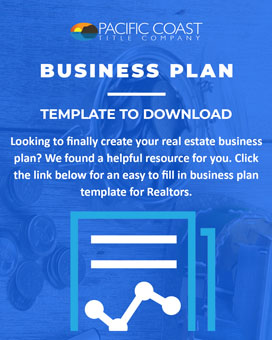 PACIFIC COAST
TITLE COMPANY
BUSINESS PLAN
TEMPLATE TO DOWNLOAD
Looking to finally create your real estate business
plan? We found a helpful resource for you. Click
the link below for an easy to fill in business plan
template for Realtors.